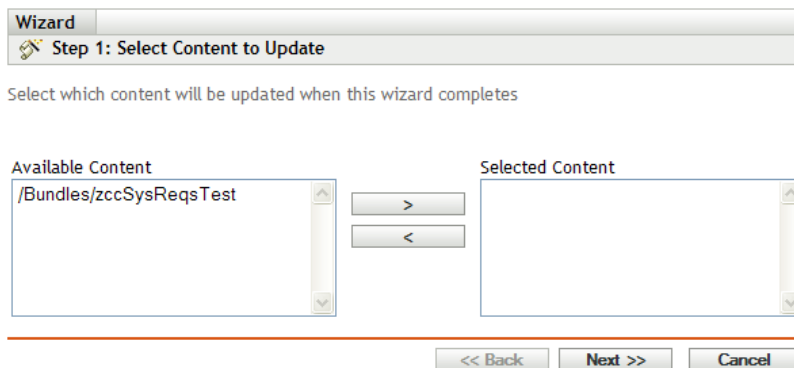 Wizard
Step 1: Select Content to Update
Select which content will be updated when this wizard completes
Available Content
Selected Content
/Bundles/zccSysReqsTest
>
<
<< Back
Next >>
Cancel